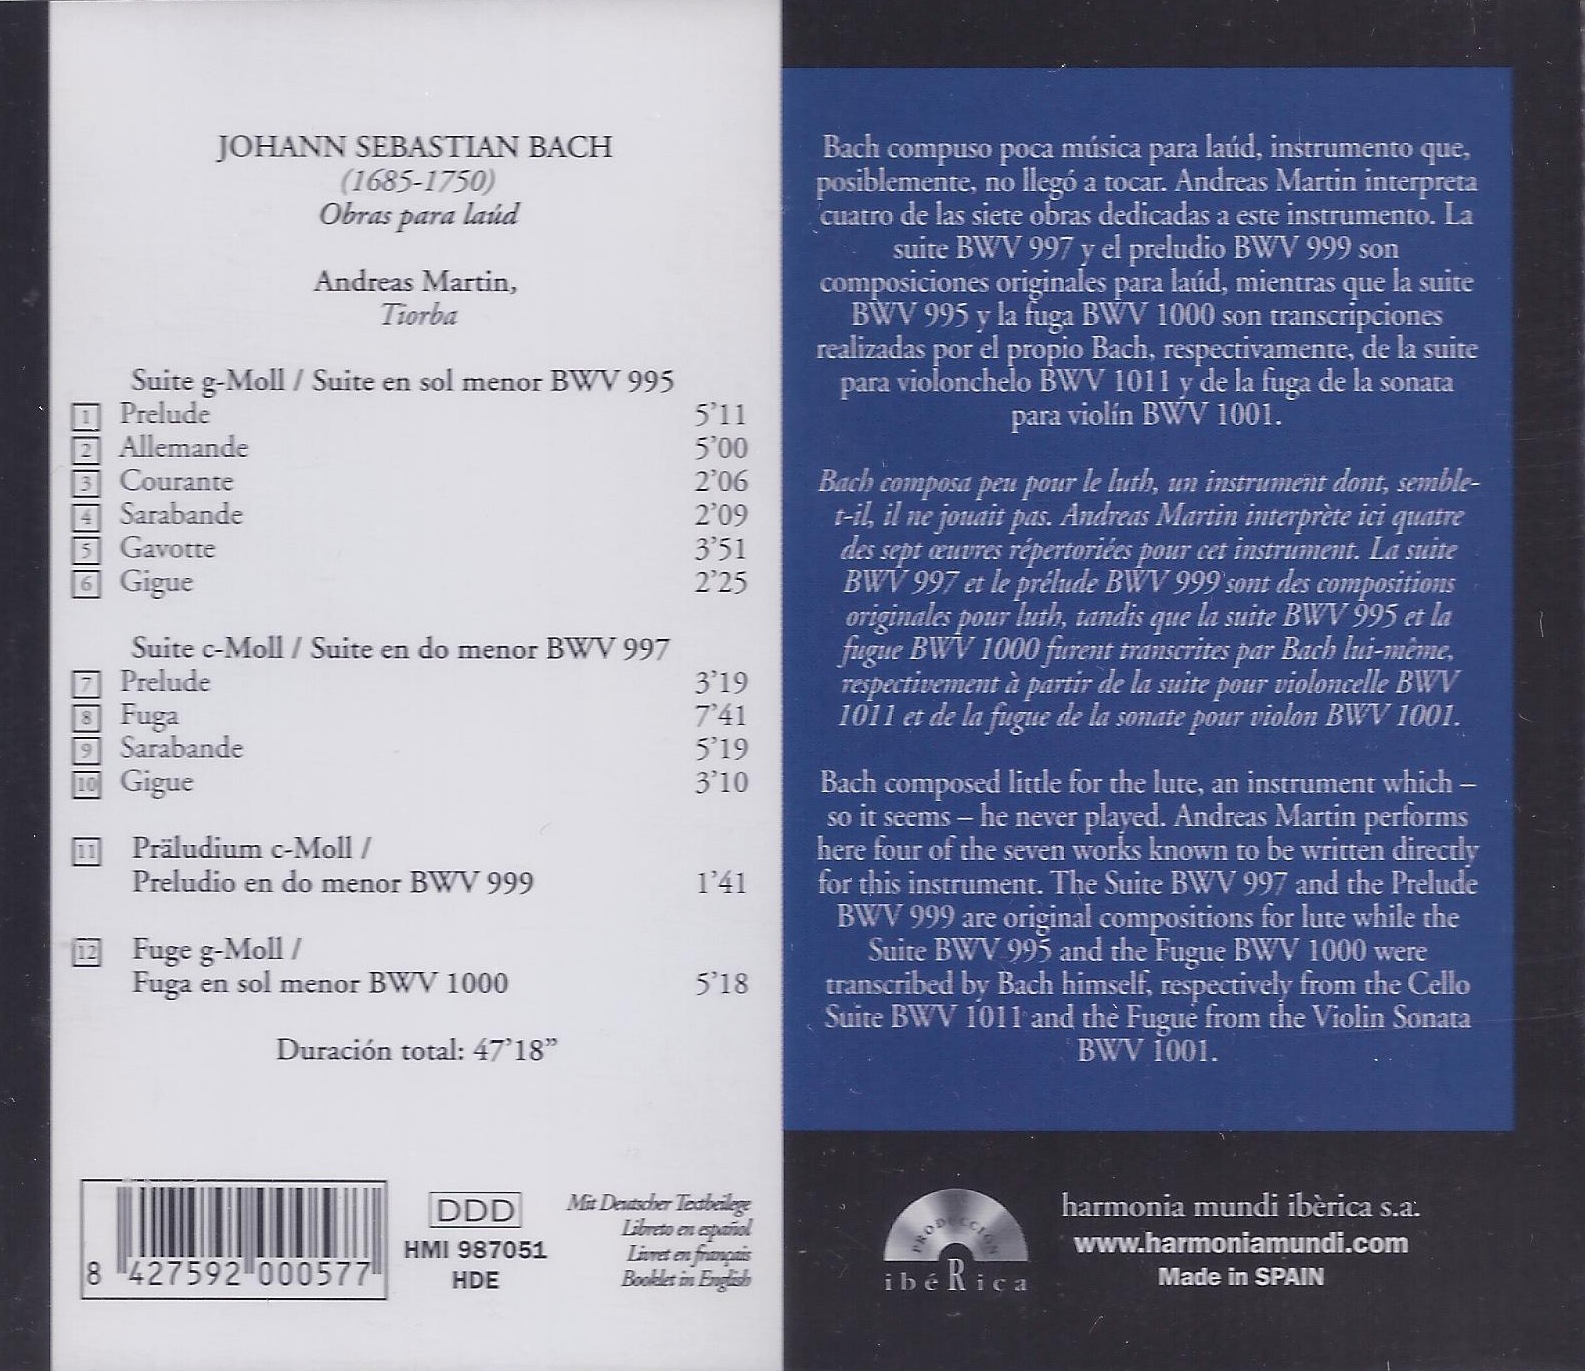 JOHANN SEBASTIAN BACH
(1685-1750)
Obras para laúd
Andreas Martin,
Tiorba
Suite g-Moll / Suite en sol menor BWV 995
1 Prelude 5’11
2 Allemande 5’00
3 Courante 2’06
4 Sarabande 2’09
5 Gavotte 3’51
6 Gigue 2’25
Suite c-Moll / Suite en do menor BWV 997
7 Prelude 3’19
8 Fuga 7’41
9 Sarabande 5’19
10 Gigue 3’10
11 Präludium c-Moll /
Preludio en do menor BWV 999 1’41
12 Fuge g-Moll /
Fuga en sol menor BWV 1000 5’18
Duración total: 47’18”
8 427592 000577
DDD
HMI 987051
HDE
Mit Deutscher Textbeilege
Libreto en español
Livret en français
Booklet in English
Bach compuso poca música para laúd, instrumento que,
posiblemente, no llegó a tocar. Andreas Martin interpreta
cuatro de las siete obras dedicadas a este instrumento. La
suite BWV 997 y el preludio BWV 999 son
composiciones originales para laúd, mientras que la suite
BWV 995 y la fuga BWV 1000 son transcripciones
realizadas por el propio Bach, respectivamente, de la suite
para violonchelo BWV 1011 y de la fuga de la sonata
para violín BWV 1001.
Bach composa peu pour le luth, un instrument dont, semble-
t-il, il ne jouait pas. Andreas Martin interprète ici quatre
des sept œuvres répertoriées pour cet instrument. La suite
BWV 997 et le prélude BWV 999 sont des compositions
originales pour luth, tandis que la suite BWV 995 et la
fugue BWV 1000 furent transcrites par Bach lui-même,
respectivement à partir de la suite pour violoncelle BWV
1011 et de la fugue de la sonate pour violon BWV 1001.
Bach composed little for the lute, an instrument which –
so it seems – he never played. Andreas Martin performs
here four of the seven works known to be written directly
for this instrument. The Suite BWV 997 and the Prelude
BWV 999 are original compositions for lute while the
Suite BWV 995 and the Fugue BWV 1000 were
transcribed by Bach himself, respectively from the Cello
Suite BWV 1011 and the Fugue from the Violin Sonata
BWV 1001.
PRODUCCIÓN
ibéRica
harmonia mundi ibèrica s.a.
www.harmoniamundi.com
Made in SPAIN